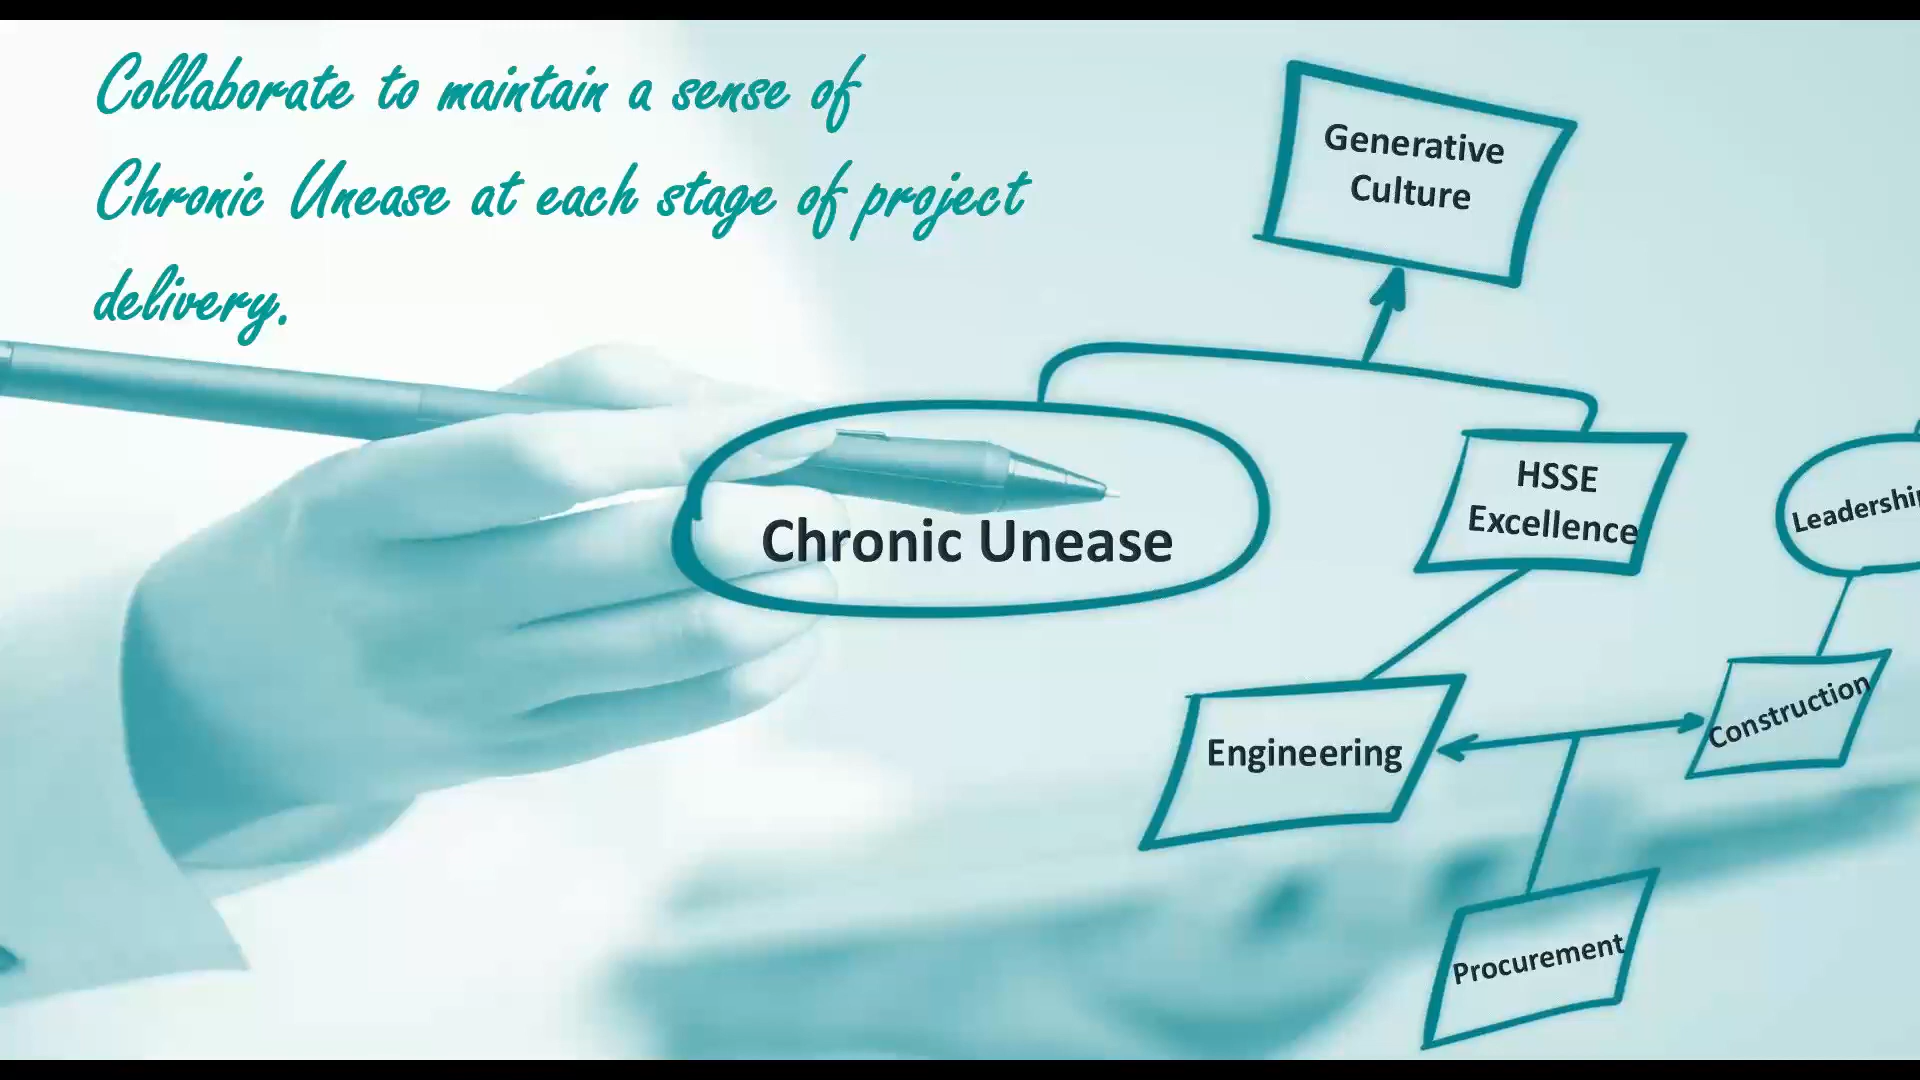 Collaborate to maintain a sense of
Chronic Unease at each stage of project
delivery.
Generative
Culture
Chronic Unease
HSSE
Excellence
Engineering
Construction
Procurement